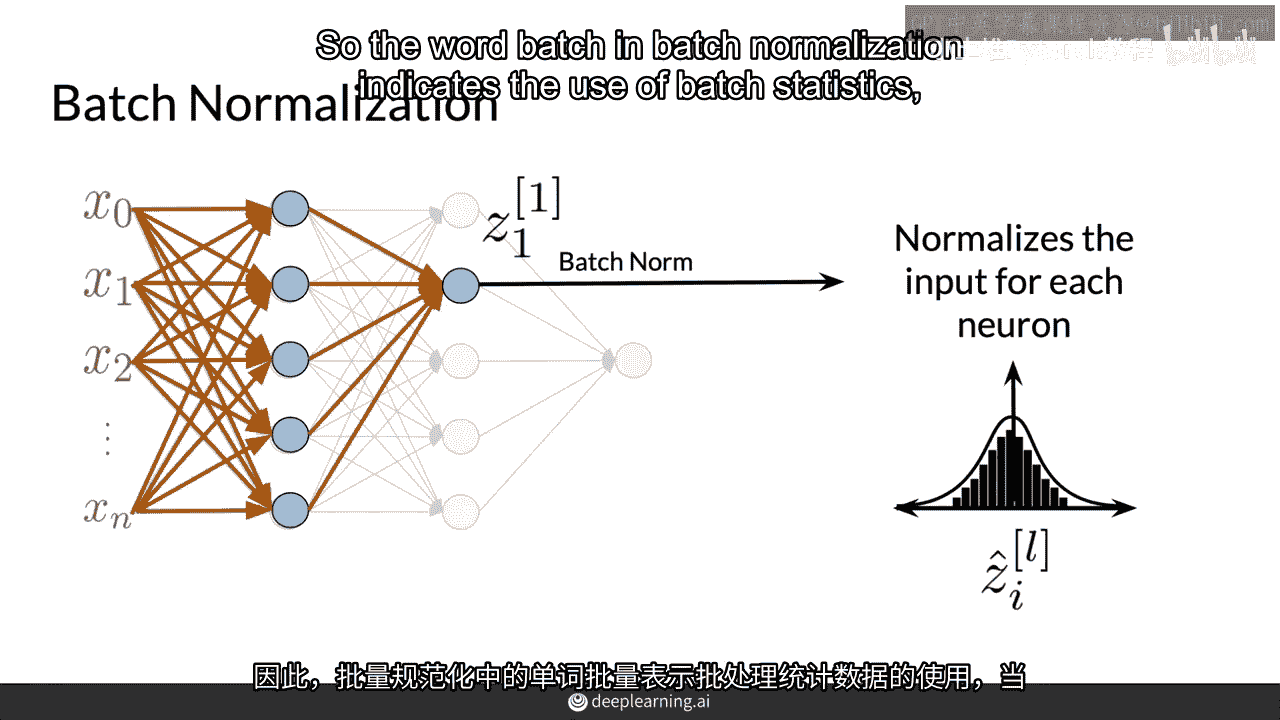 So the word batch in batch normalization
indicates the use of batch statistics,
Batch Normalization
x_0
x_1
x_2
⋮
x_n
z_1^{[1]}
Batch Norm
Normalizes the
input for each
neuron
\hat{z}_i^{[l]}
因此，批量规范化中的单词批量表示批处理统计数据的使用，当
deeplearning.ai